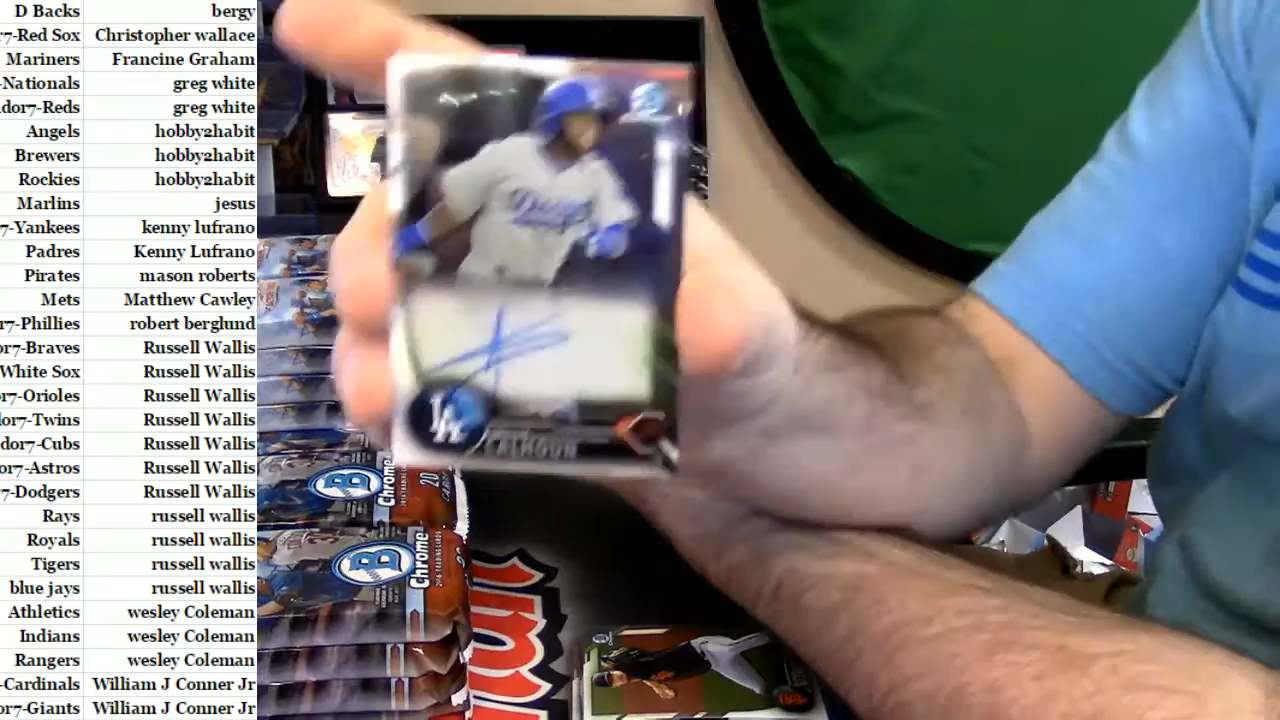 D Backs bergy
r7-Red Sox Christopher wallace
Mariners Francine Graham
-Nationals greg white
dor7-Reds greg white
Angels hobby2habit
Brewers hobby2habit
Rockies hobby2habit
Marlins jesus
7-Yankees kenny lufrano
Padres Kenny Lufrano
Pirates mason roberts
Mets Matthew Cawley
r7-Phillies robert berglund
or7-Braves Russell Wallis
White Sox Russell Wallis
r7-Orioles Russell Wallis
dor7-Twins Russell Wallis
dor7-Cubs Russell Wallis
or7-Astros Russell Wallis
7-Dodgers Russell Wallis
Rays russell wallis
Royals russell wallis
Tigers russell wallis
blue jays russell wallis
Athletics wesley Coleman
Indians wesley Coleman
Rangers wesley Coleman
-Cardinals William J Conner Jr
or7-Giants William J Conner Jr
Dodgers
LA
CALHOUN
B Chrome 20
B Chrome